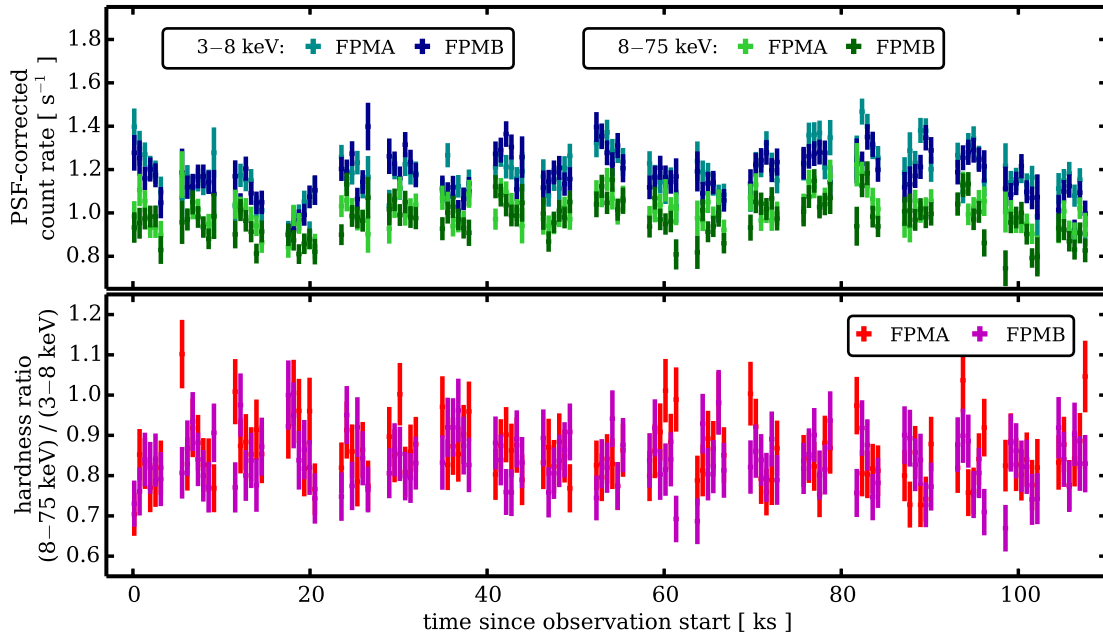 PSF-corrected
count rate [ s⁻¹ ]
1.8
1.6
1.4
1.2
1.0
0.8
3−8 keV: FPMA FPMB
8−75 keV: FPMA FPMB
hardness ratio
(8−75 keV) / (3−8 keV)
1.2
1.1
1.0
0.9
0.8
0.7
0.6
FPMA FPMB
0 20 40 60 80 100
time since observation start [ ks ]